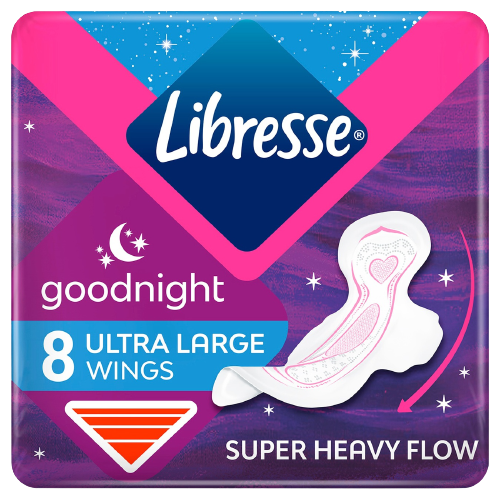 Libresse®
goodnight
8 ULTRA LARGE
WINGS
SUPER HEAVY FLOW